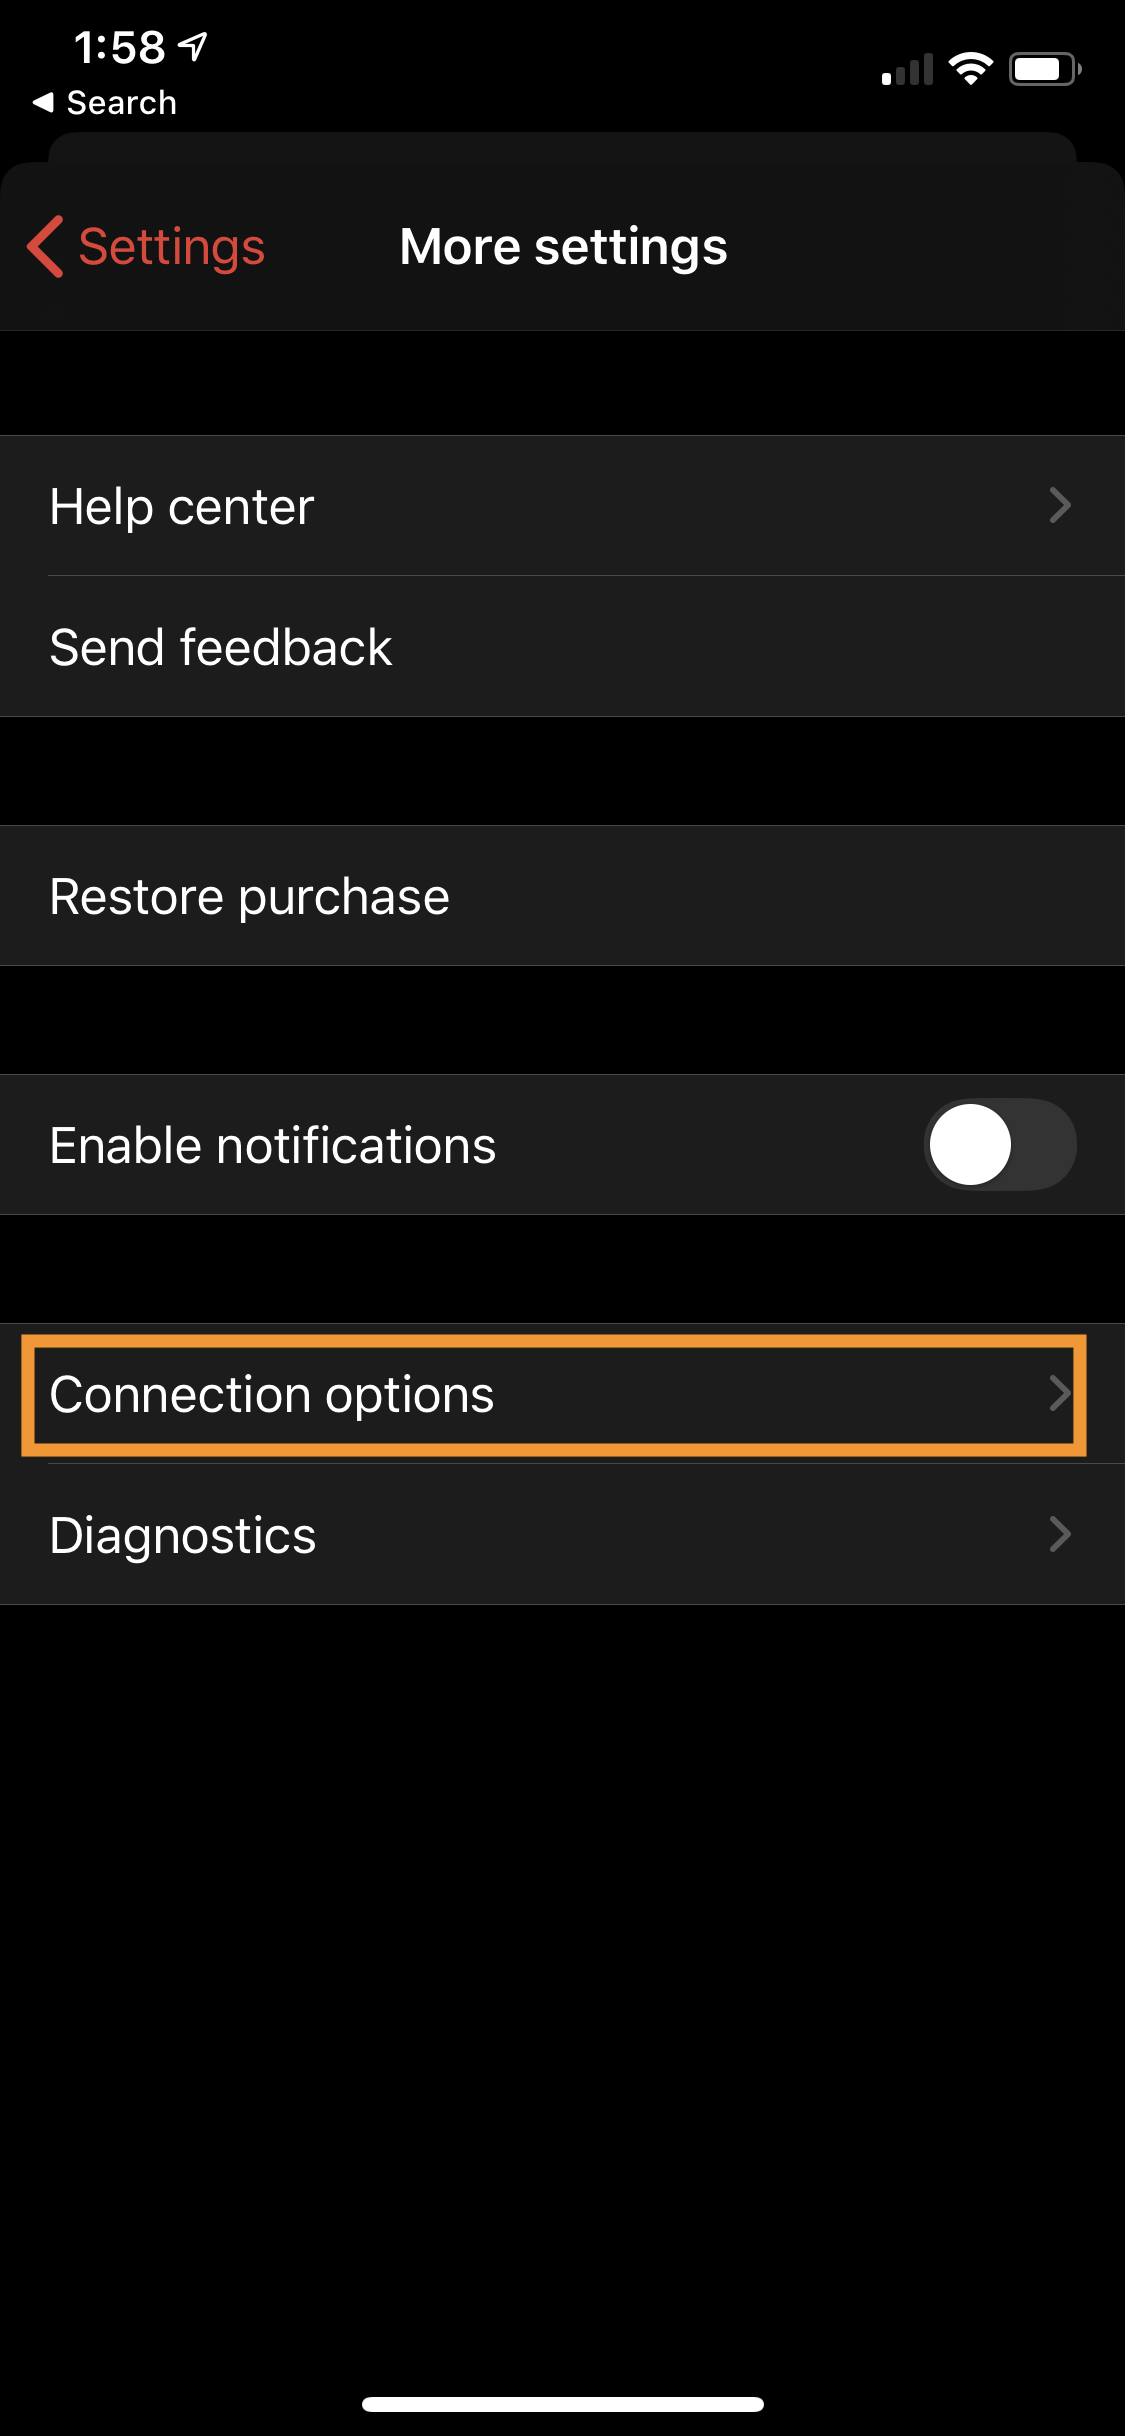 1:58
Search
Settings
More settings
Help center
Send feedback
Restore purchase
Enable notifications
Connection options
Diagnostics